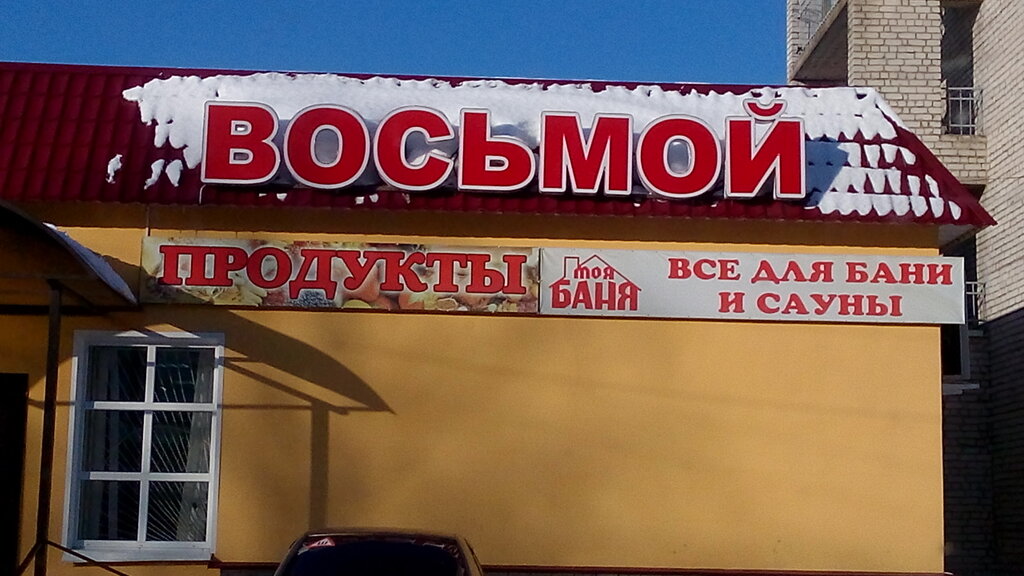 ВОСЬМОЙ
ПРОДУКТЫ
моя
БАНЯ
ВСЕ ДЛЯ БАНИ
И САУНЫ